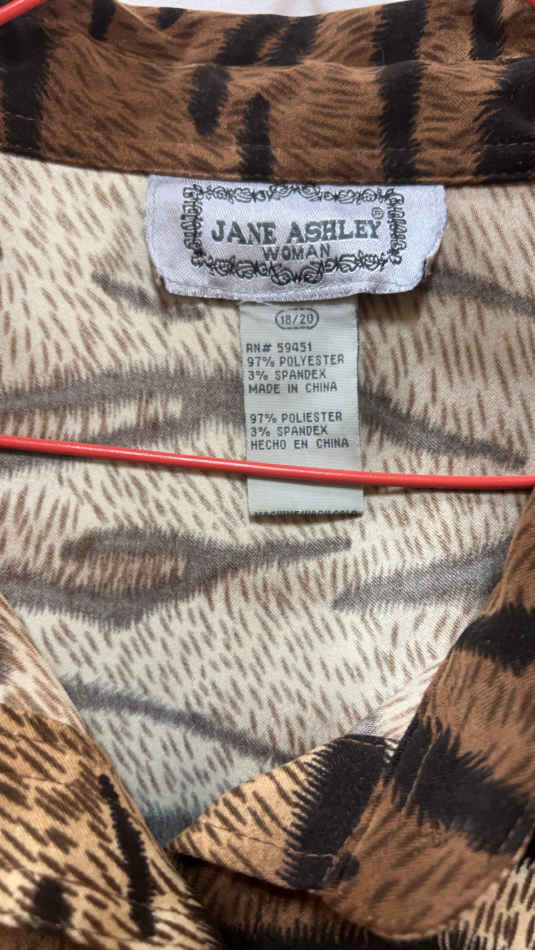 JANE ASHLEY®
WOMAN
18/20
RN# 59451
97% POLYESTER
3% SPANDEX
MADE IN CHINA
97% POLIESTER
3% SPANDEX
HECHO EN CHINA